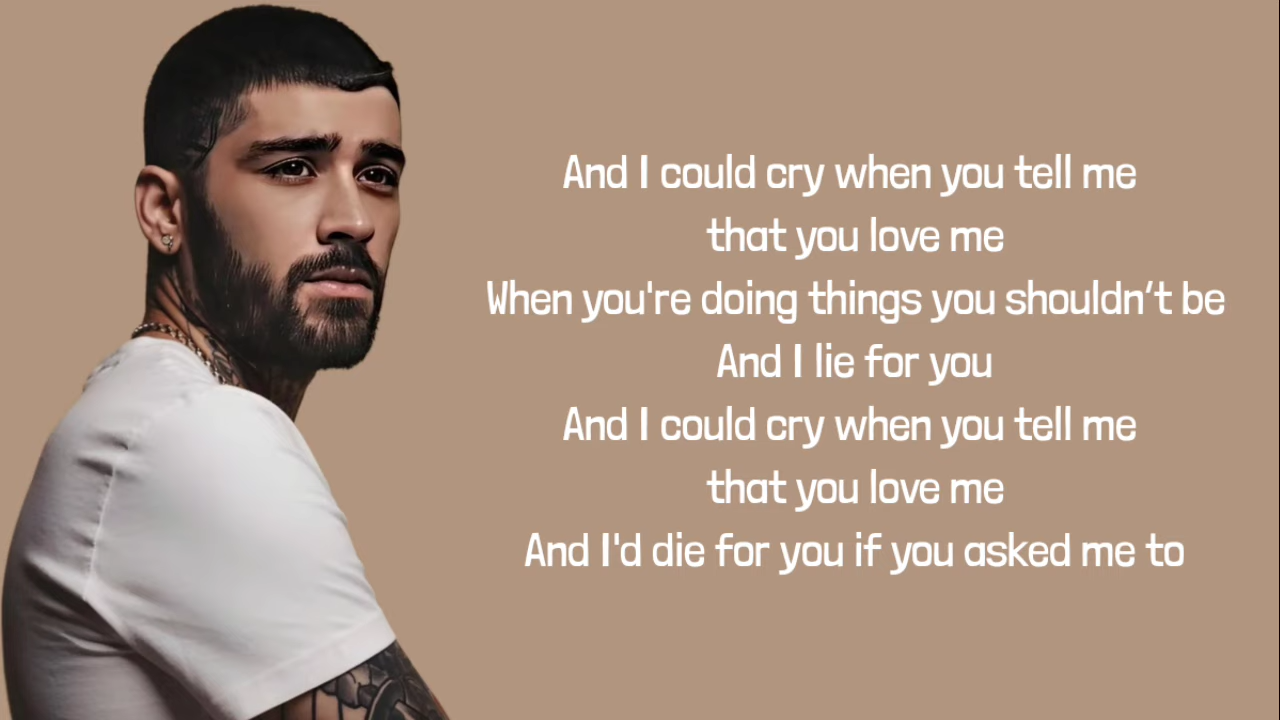 And I could cry when you tell me
that you love me
When you're doing things you shouldn’t be
And I lie for you
And I could cry when you tell me
that you love me
And I'd die for you if you asked me to